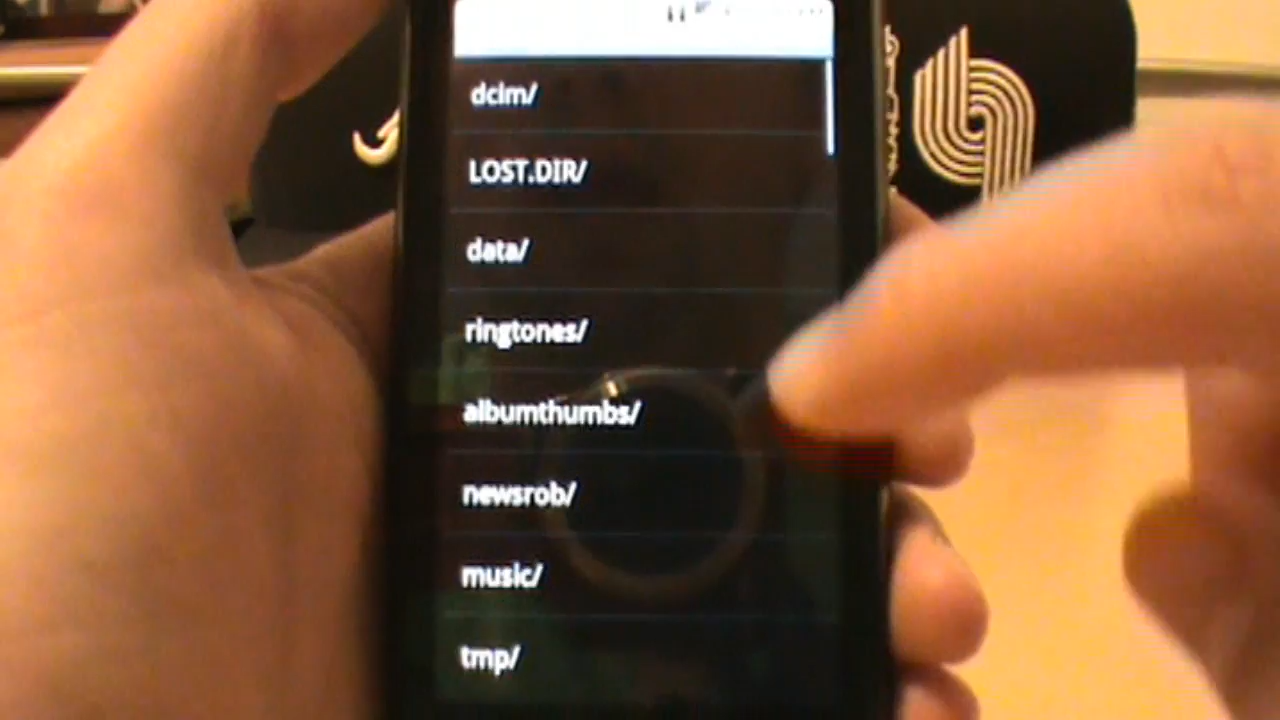 dcim/
LOST.DIR/
data/
ringtones/
albumthumbs/
newsrob/
music/
tmp/